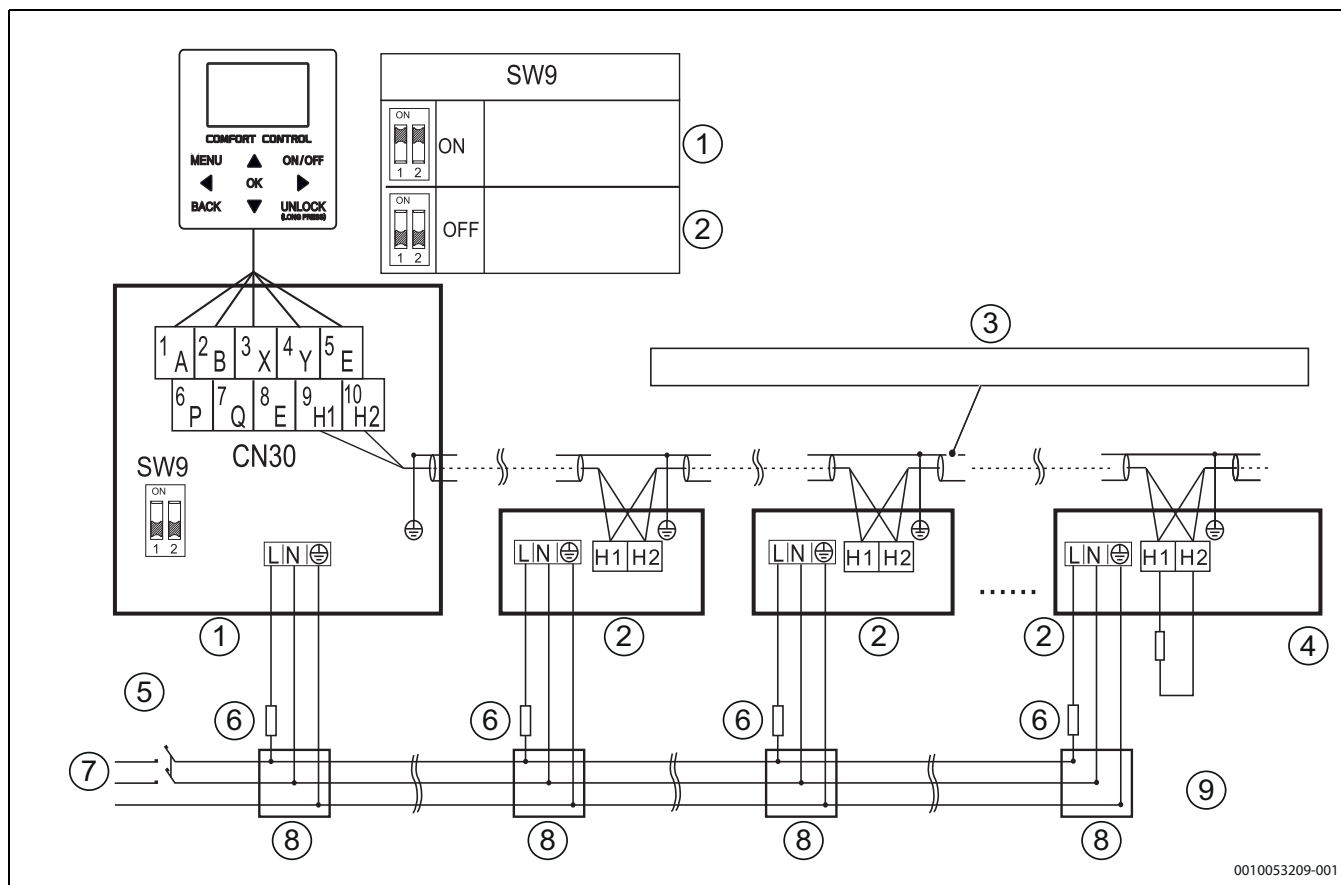 SW9
ON
1 2
ON
①
ON
1 2
OFF
②
COMFORT CONTROL
MENU ▲ ON/OFF
◀ OK ▶
BACK ▼ UNLOCK
(LONG PRESS)
③
1 A 2 B 3 X 4 Y 5 E
6 P 7 Q 8 E 9 H1 10 H2
CN30
SW9
ON
1 2
L N
L N H1 H2
L N H1 H2
......
L N H1 H2
① ② ② ② ④
⑤ ⑥ ⑥ ⑥ ⑥
⑦ ⑨
⑧ ⑧ ⑧ ⑧
0010053209-001